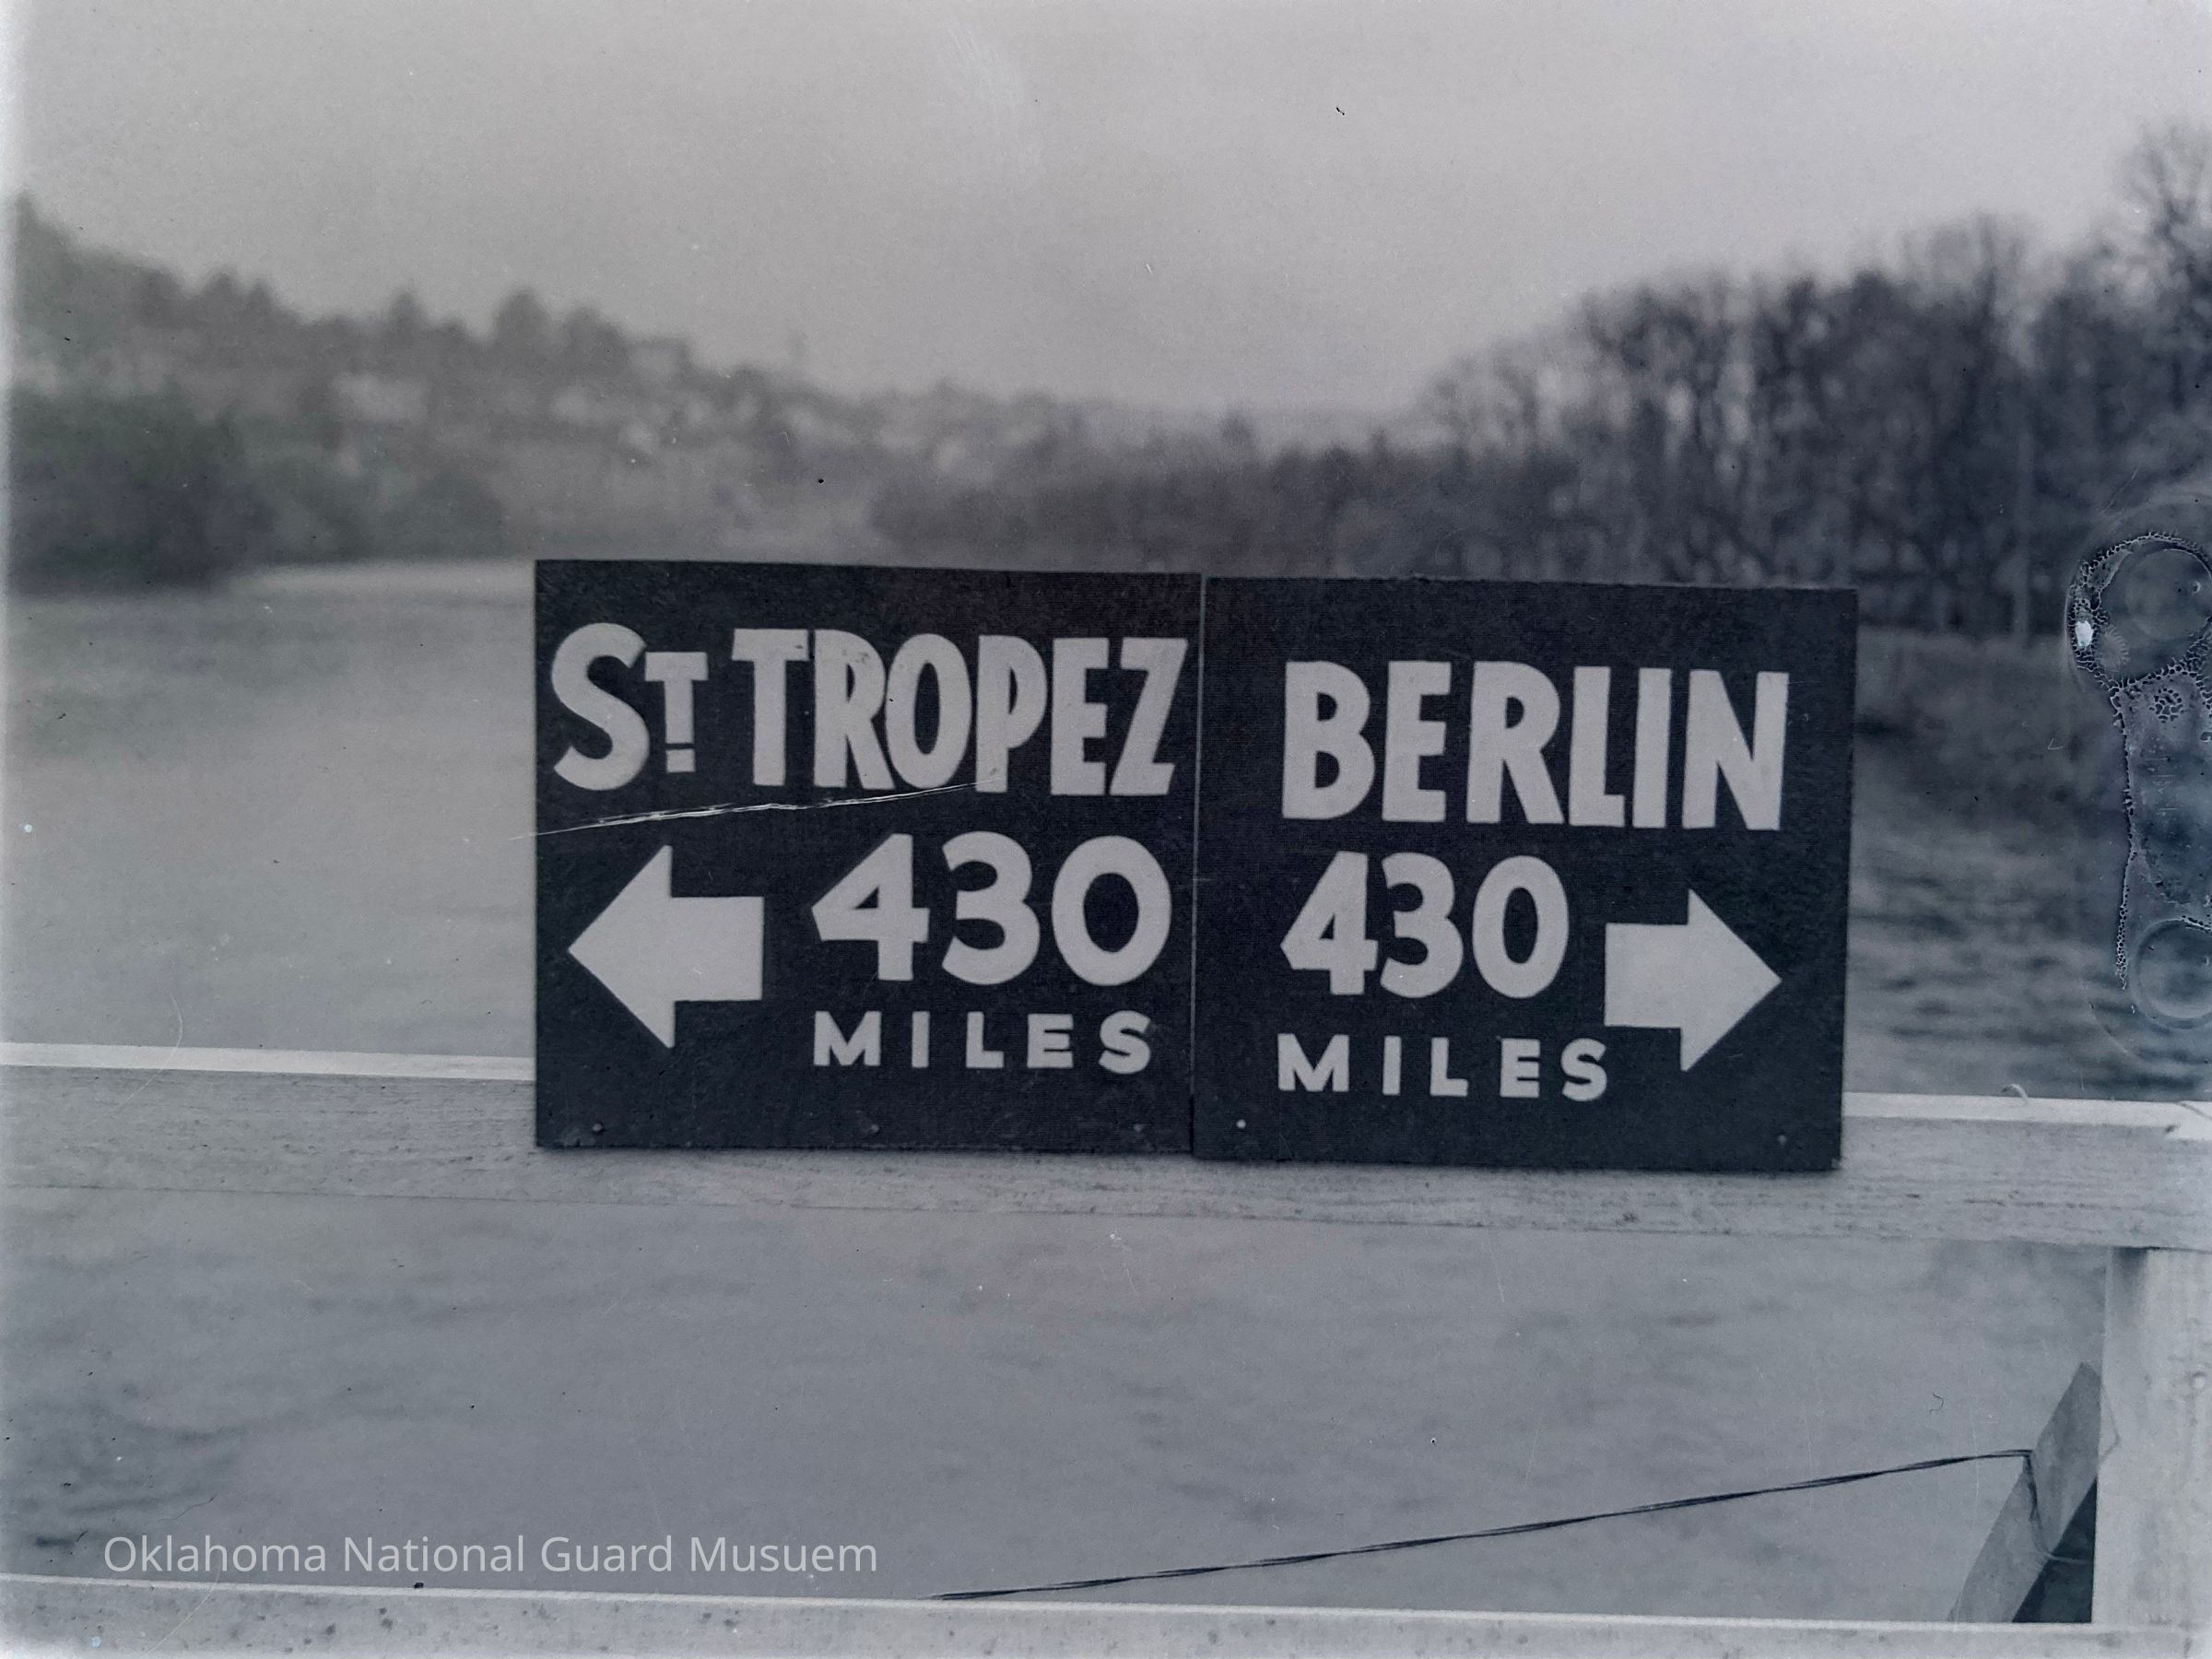 ST TROPEZ
430
MILES
BERLIN
430
MILES
Oklahoma National Guard Musuem